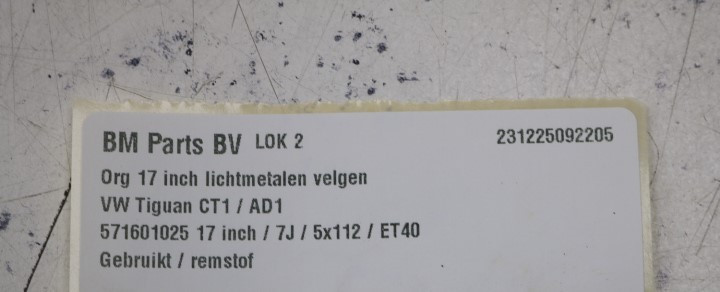 BM Parts BV LOK 2 231225092205
Org 17 inch lichtmetalen velgen
VW Tiguan CT1 / AD1
571601025 17 inch / 7J / 5x112 / ET40
Gebruikt / remstof